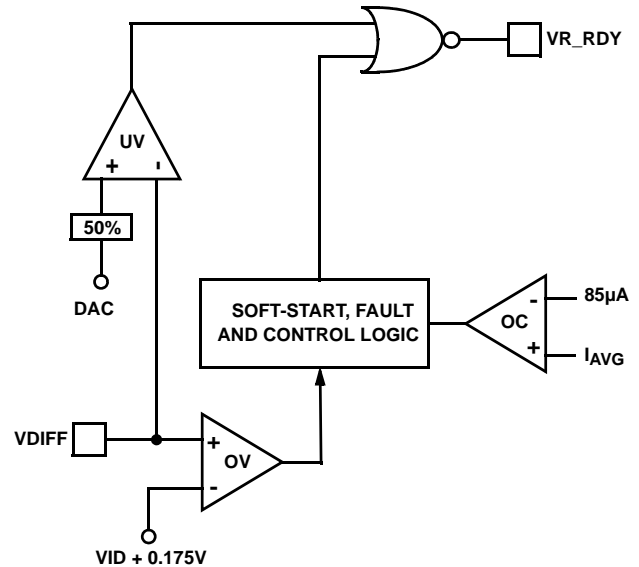 VR_RDY
UV
+ -
50%
DAC
SOFT-START, FAULT
AND CONTROL LOGIC
- 85µA
OC
+ IAVG
VDIFF
+
OV
-
VID + 0.175V